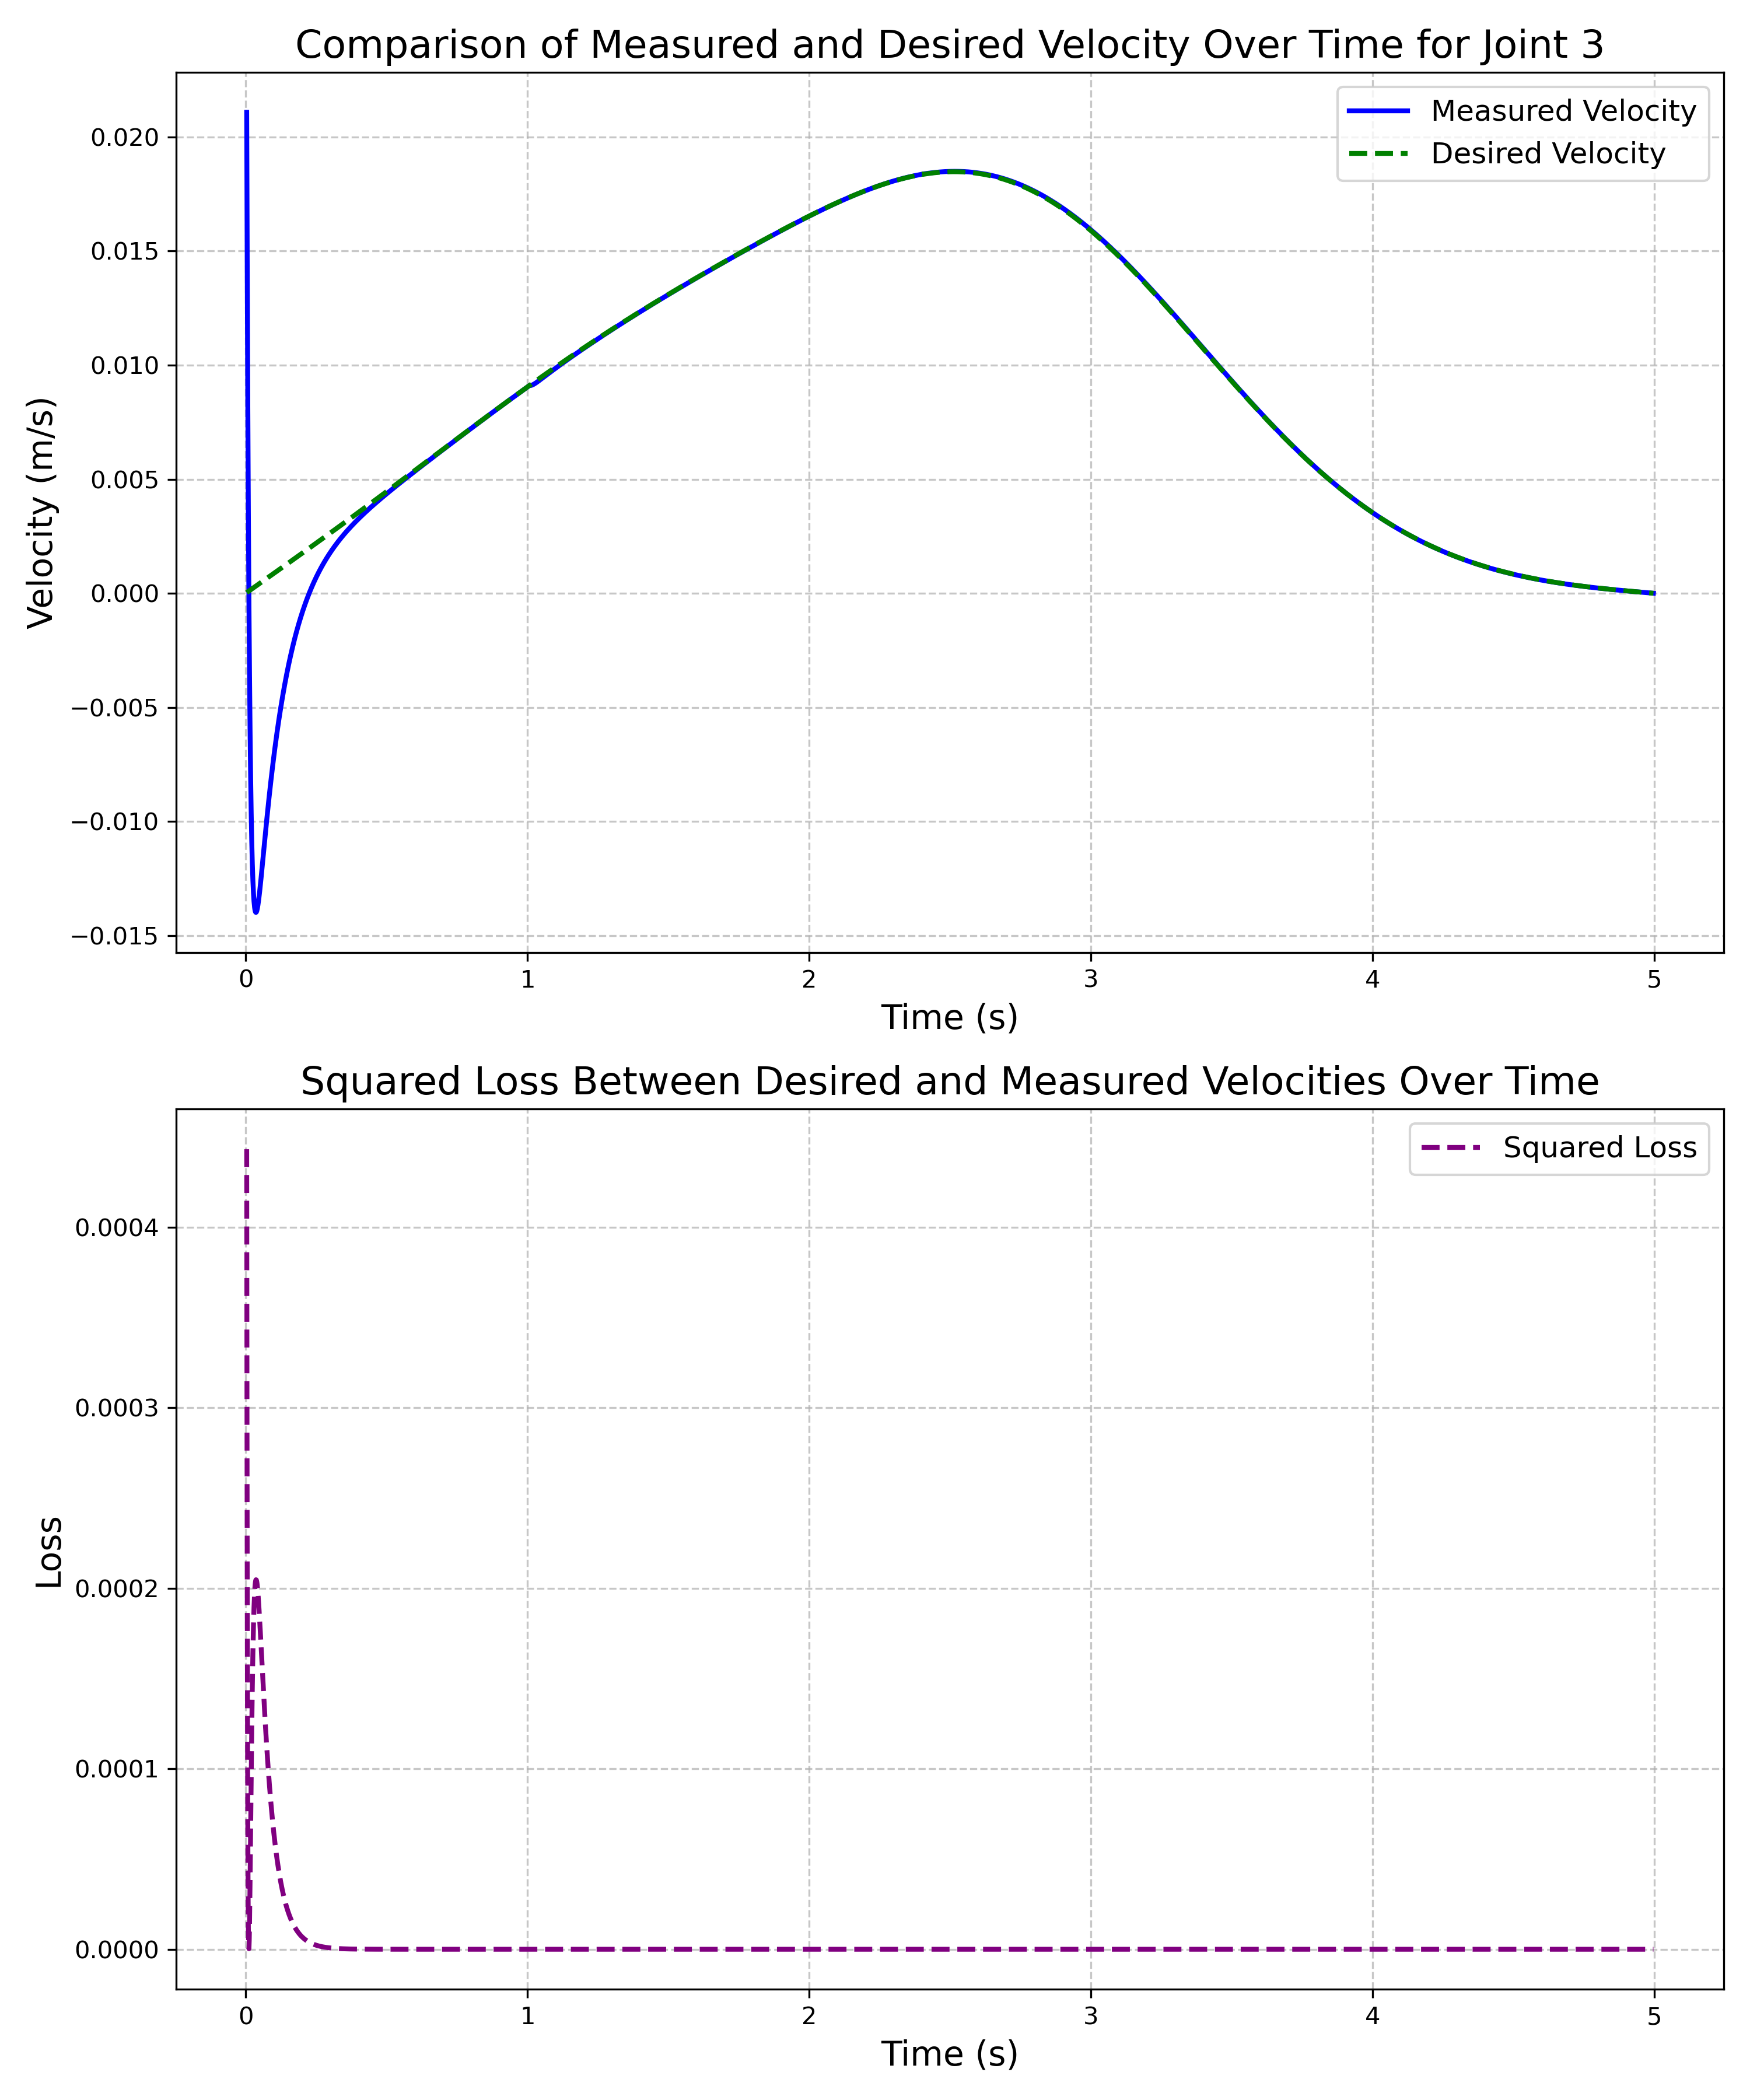 Comparison of Measured and Desired Velocity Over Time for Joint 3
Measured Velocity
Desired Velocity
Velocity (m/s)
0.020
0.015
0.010
0.005
0.000
−0.005
−0.010
−0.015
0 1 2 3 4 5
Time (s)
Squared Loss Between Desired and Measured Velocities Over Time
Squared Loss
Loss
0.0004
0.0003
0.0002
0.0001
0.0000
0 1 2 3 4 5
Time (s)